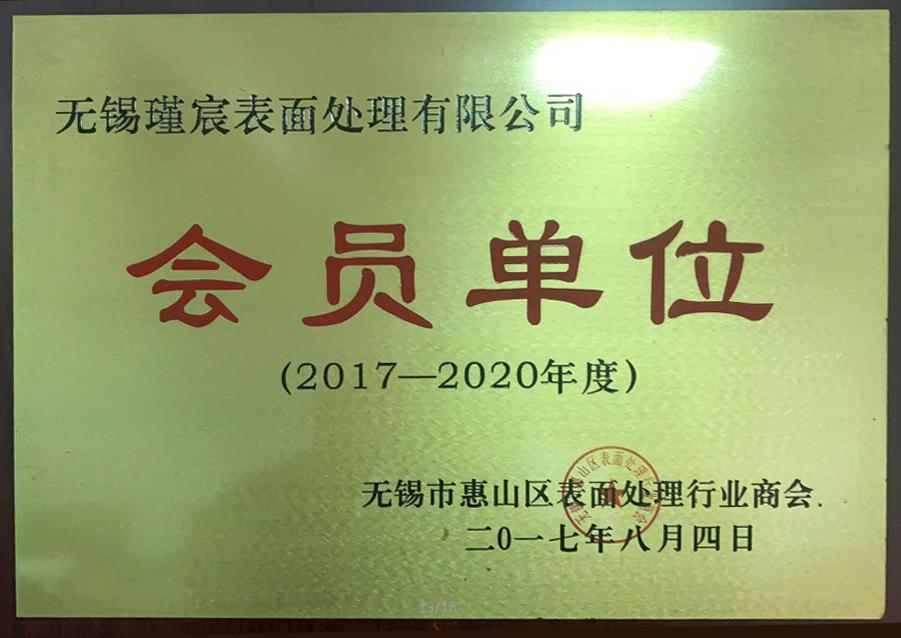 无锡瑾宸表面处理有限公司
会员单位
(2017—2020年度)
无锡市惠山区表面处理行业商会
二0一七年八月四日
13/18